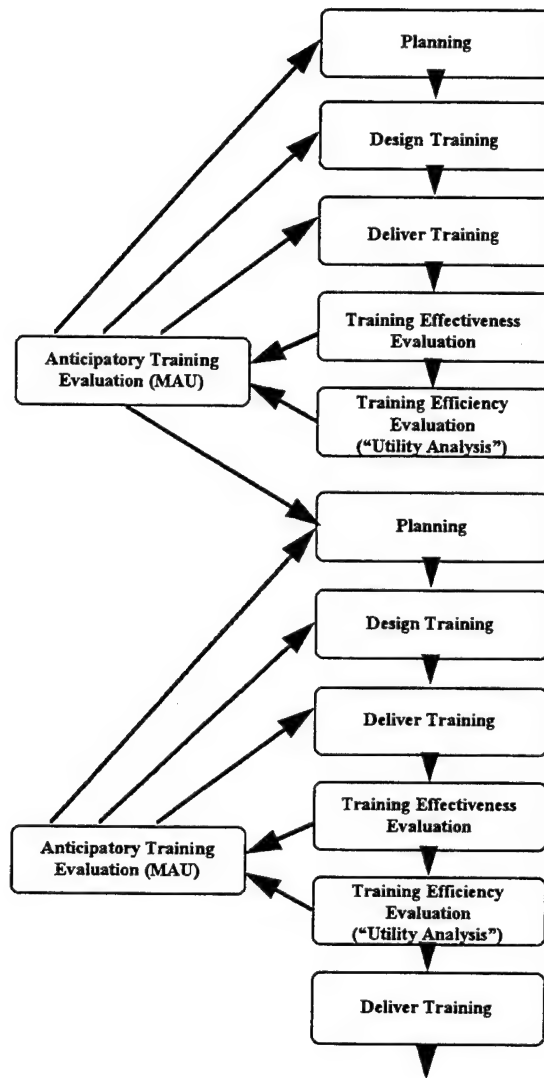 Planning
Design Training
Deliver Training
Training Effectiveness
Evaluation
Anticipatory Training
Evaluation (MAU)
Training Efficiency
Evaluation
("Utility Analysis")
Planning
Design Training
Deliver Training
Training Effectiveness
Evaluation
Anticipatory Training
Evaluation (MAU)
Training Efficiency
Evaluation
("Utility Analysis")
Deliver Training